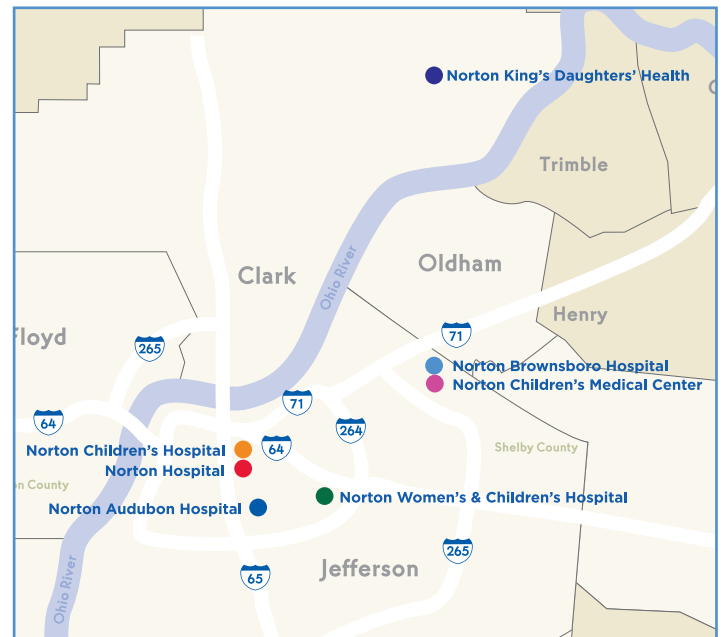 Norton King's Daughters' Health
Trimble
Oldham
Clark
Ohio River
Henry
Floyd
265
71
Norton Brownsboro Hospital
Norton Children's Medical Center
71
64
264
Norton Children's Hospital
64
Shelby County
Norton Hospital
on County
Norton Women's & Children's Hospital
Norton Audubon Hospital
265
Jefferson
65
Ohio River